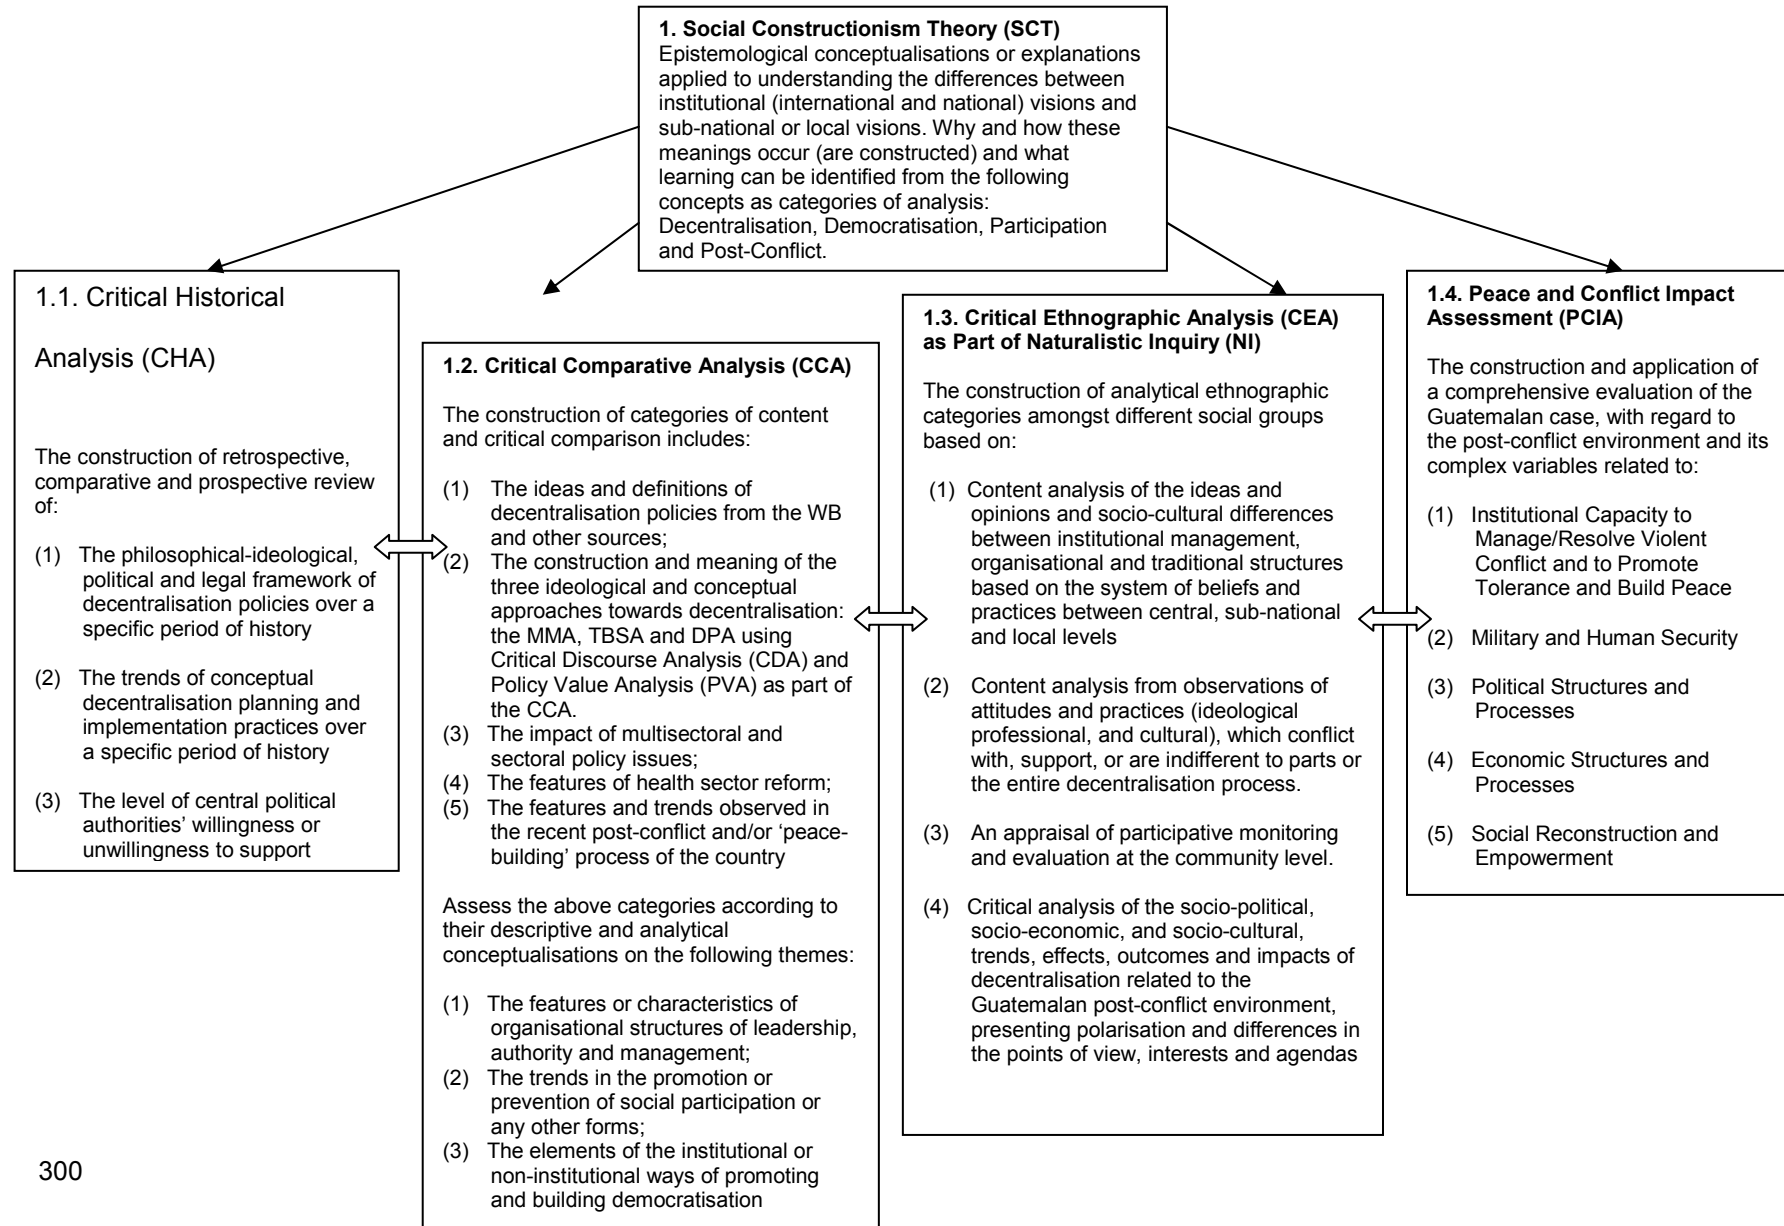 1. Social Constructionism Theory (SCT)
Epistemological conceptualisations or explanations
applied to understanding the differences between
institutional (international and national) visions and
sub-national or local visions. Why and how these
meanings occur (are constructed) and what
learning can be identified from the following
concepts as categories of analysis:
Decentralisation, Democratisation, Participation
and Post-Conflict.
1.1. Critical Historical
Analysis (CHA)
The construction of retrospective,
comparative and prospective review
of:
(1) The philosophical-ideological,
political and legal framework of
decentralisation policies over a
specific period of history
(2) The trends of conceptual
decentralisation planning and
implementation practices over
a specific period of history
(3) The level of central political
authorities’ willingness or
unwillingness to support
1.2. Critical Comparative Analysis (CCA)
The construction of categories of content
and critical comparison includes:
(1) The ideas and definitions of
decentralisation policies from the WB
and other sources;
(2) The construction and meaning of the
three ideological and conceptual
approaches towards decentralisation:
the MMA, TBSA and DPA using
Critical Discourse Analysis (CDA) and
Policy Value Analysis (PVA) as part of
the CCA.
(3) The impact of multisectoral and
sectoral policy issues;
(4) The features of health sector reform;
(5) The features and trends observed in
the recent post-conflict and/or ‘peace-
building’ process of the country
Assess the above categories according to
their descriptive and analytical
conceptualisations on the following themes:
(1) The features or characteristics of
organisational structures of leadership,
authority and management;
(2) The trends in the promotion or
prevention of social participation or
any other forms;
(3) The elements of the institutional or
non-institutional ways of promoting
and building democratisation
1.3. Critical Ethnographic Analysis (CEA)
as Part of Naturalistic Inquiry (NI)
The construction of analytical ethnographic
categories amongst different social groups
based on:
(1) Content analysis of the ideas and
opinions and socio-cultural differences
between institutional management,
organisational and traditional structures
based on the system of beliefs and
practices between central, sub-national
and local levels
(2) Content analysis from observations of
attitudes and practices (ideological
professional, and cultural), which conflict
with, support, or are indifferent to parts or
the entire decentralisation process.
(3) An appraisal of participative monitoring
and evaluation at the community level.
(4) Critical analysis of the socio-political,
socio-economic, and socio-cultural,
trends, effects, outcomes and impacts of
decentralisation related to the
Guatemalan post-conflict environment,
presenting polarisation and differences in
the points of view, interests and agendas
1.4. Peace and Conflict Impact
Assessment (PCIA)
The construction and application of
a comprehensive evaluation of the
Guatemalan case, with regard to
the post-conflict environment and its
complex variables related to:
(1) Institutional Capacity to
Manage/Resolve Violent
Conflict and to Promote
Tolerance and Build Peace
(2) Military and Human Security
(3) Political Structures and
Processes
(4) Economic Structures and
Processes
(5) Social Reconstruction and
Empowerment
300